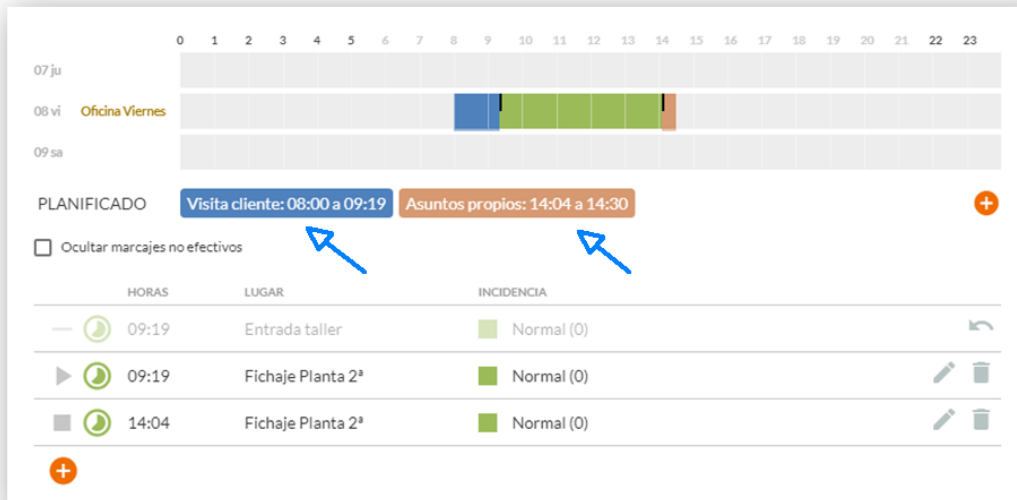 0 1 2 3 4 5 6 7 8 9 10 11 12 13 14 15 16 17 18 19 20 21 22 23
07 ju
08 vi Oficina Viernes
09 sa
PLANIFICADO Visita cliente: 08:00 a 09:19 Asuntos propios: 14:04 a 14:30
Ocultar marcajes no efectivos
HORAS LUGAR INCIDENCIA
09:19 Entrada taller Normal (0)
09:19 Fichaje Planta 2ª Normal (0)
14:04 Fichaje Planta 2ª Normal (0)